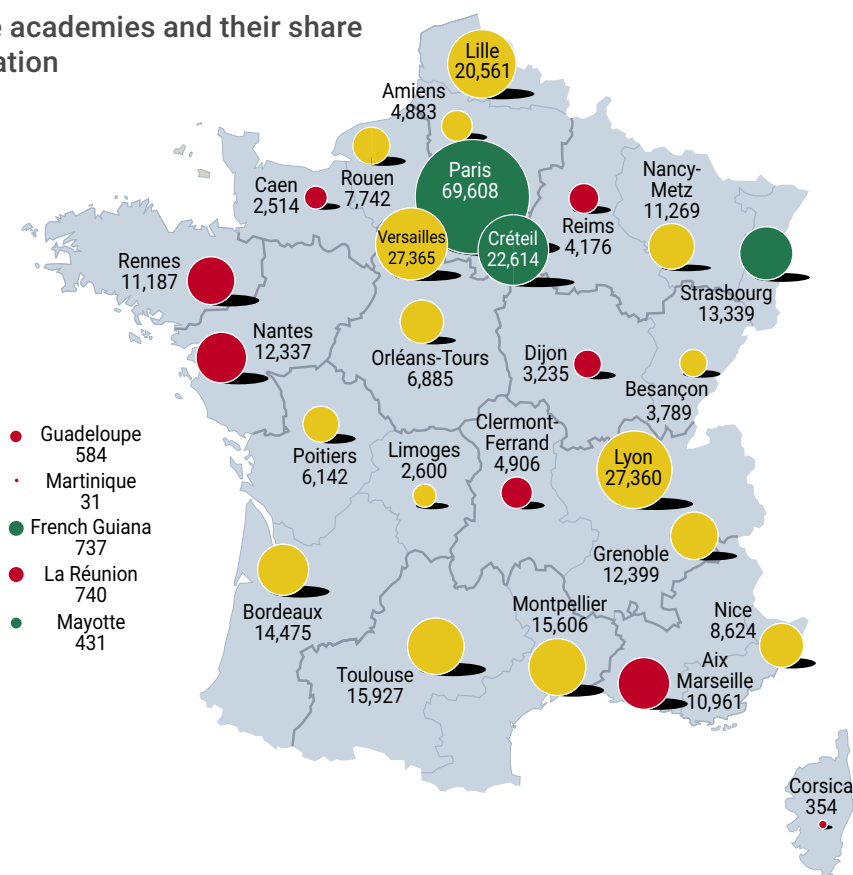 academies and their share
Lille
20,561
Amiens
4,883
Paris
69,608
Rouen
7,742
Caen
2,514
Nancy-
Metz
11,269
Reims
4,176
Versailles
27,365
Créteil
22,614
Rennes
11,187
Strasbourg
13,339
Nantes
12,337
Orléans-Tours
6,885
Dijon
3,235
Besançon
3,789
Clermont-
Ferrand
4,906
Guadeloupe
584
Martinique
31
French Guiana
737
La Réunion
740
Mayotte
431
Poitiers
6,142
Limoges
2,600
Lyon
27,360
Grenoble
12,399
Bordeaux
14,475
Montpellier
15,606
Nice
8,624
Toulouse
15,927
Aix
Marseille
10,961
Corsica
354